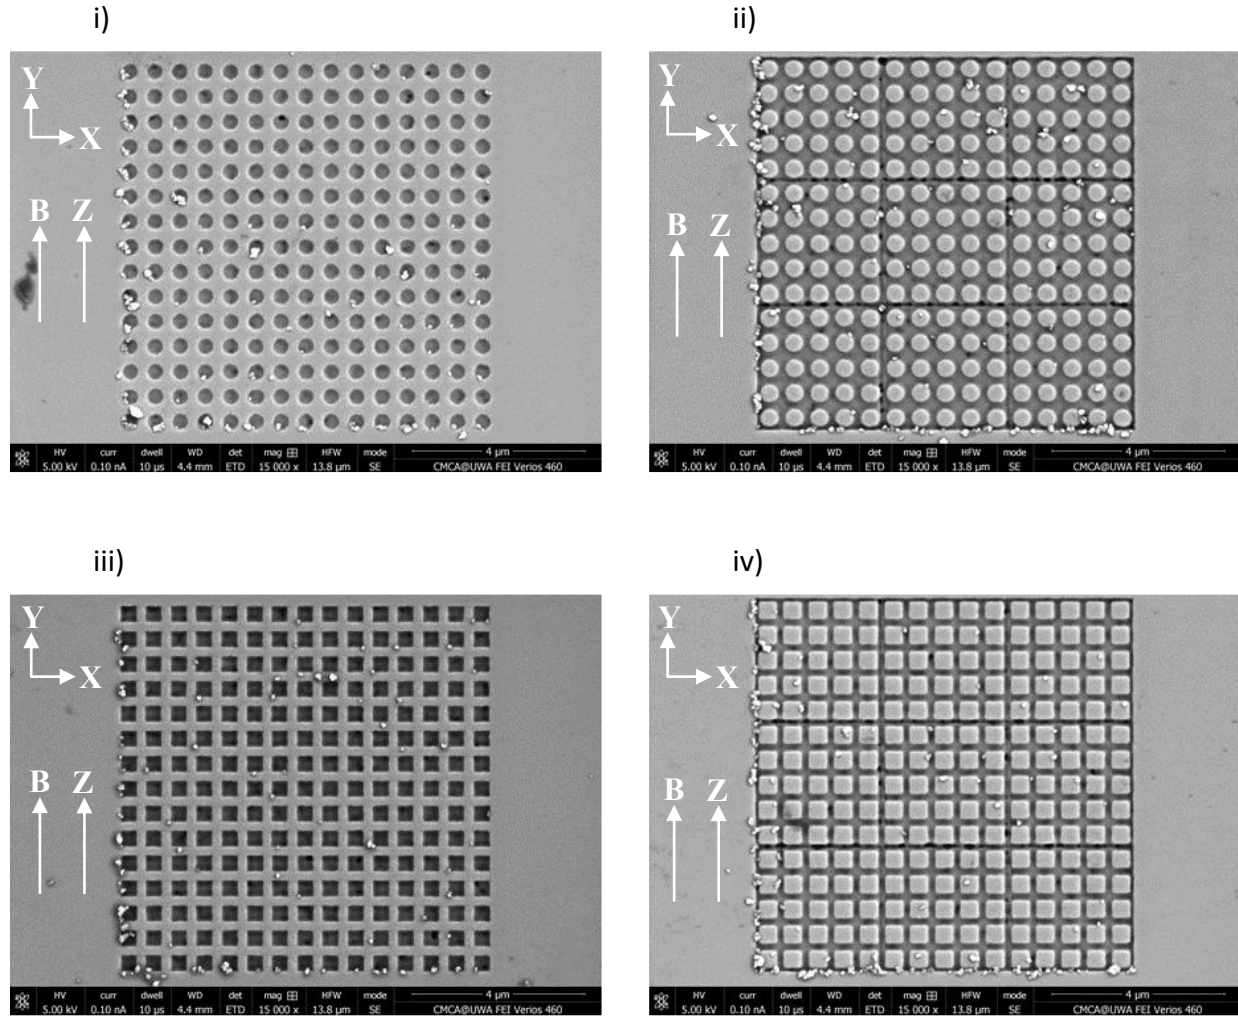 i)
ii)
Y
X
B Z
HV curr dwell WD det mag HFW mode 4 µm
5.00 kV 0.10 nA 10 µs 4.4 mm ETD 15 000 x 13.8 µm SE CMCA@UWA FEI Verios 460
Y
X
B Z
HV curr dwell WD det mag HFW mode 4 µm
5.00 kV 0.10 nA 10 µs 4.4 mm ETD 15 000 x 13.8 µm SE CMCA@UWA FEI Verios 460
iii)
iv)
Y
X
B Z
HV curr dwell WD det mag HFW mode 4 µm
5.00 kV 0.10 nA 10 µs 4.4 mm ETD 15 000 x 13.8 µm SE CMCA@UWA FEI Verios 460
Y
X
B Z
HV curr dwell WD det mag HFW mode 4 µm
5.00 kV 0.10 nA 10 µs 4.4 mm ETD 15 000 x 13.8 µm SE CMCA@UWA FEI Verios 460